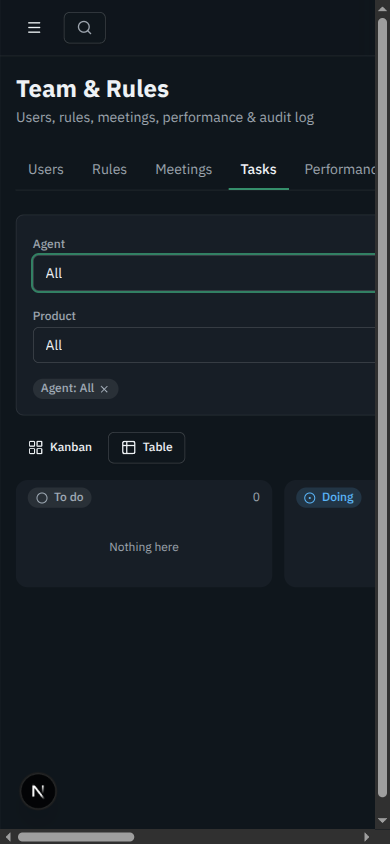 Team & Rules
Users, rules, meetings, performance & audit log
Users Rules Meetings Tasks Performanc
Agent
All
Product
All
Agent: All ×
Kanban Table
To do 0 Doing
Nothing here
N